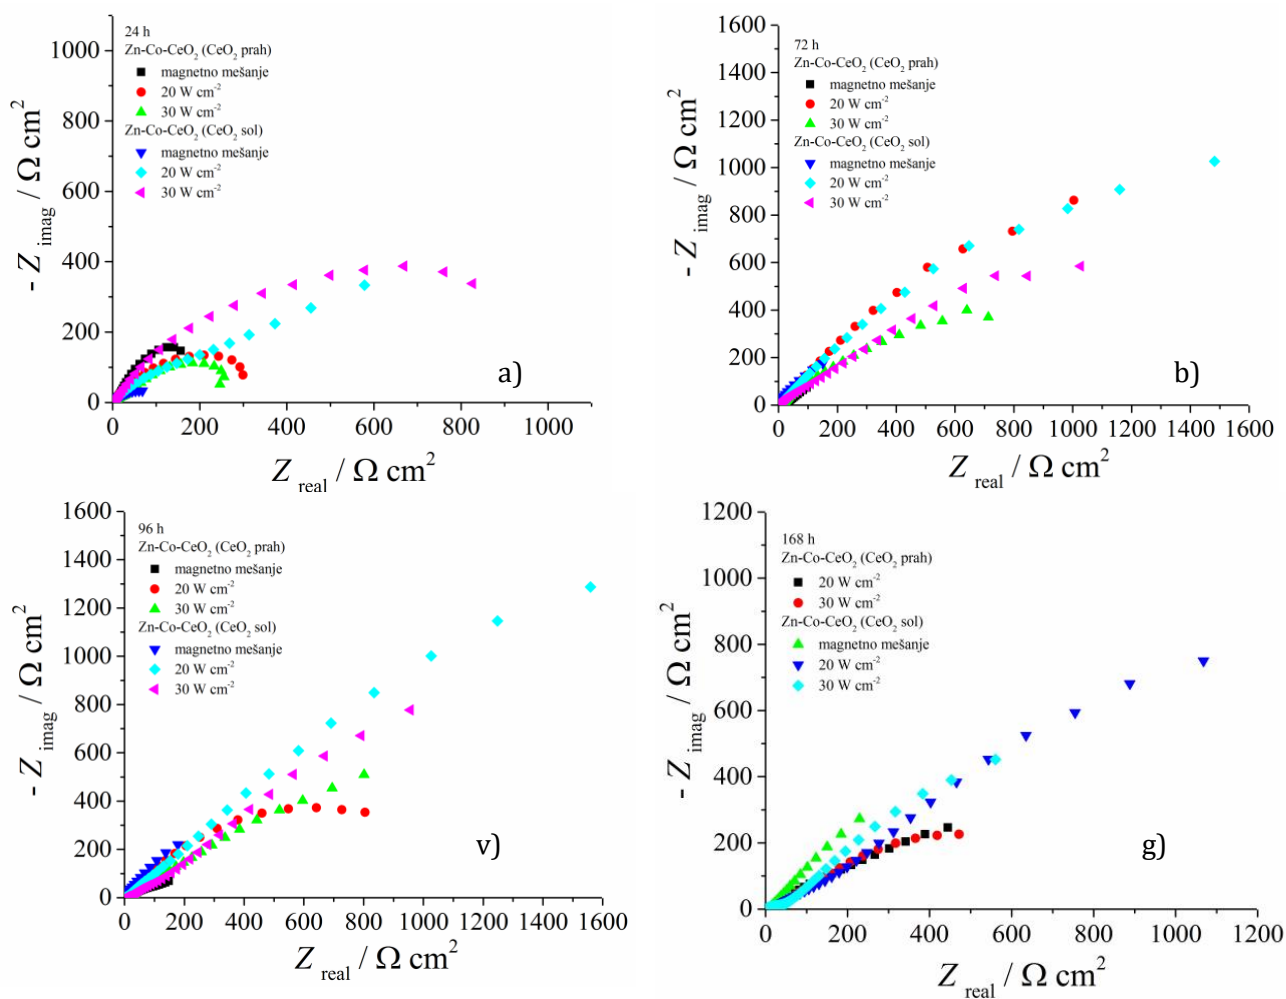 24 h
Zn-Co-CeO₂ (CeO₂ prah)
magnetno mešanje
20 W cm⁻²
30 W cm⁻²
Zn-Co-CeO₂ (CeO₂ sol)
magnetno mešanje
20 W cm⁻²
30 W cm⁻²
1000
800
600
400
200
0
- Z imag / Ω cm²
a)
0 200 400 600 800 1000
Z real / Ω cm²
72 h
Zn-Co-CeO₂ (CeO₂ prah)
magnetno mešanje
20 W cm⁻²
30 W cm⁻²
Zn-Co-CeO₂ (CeO₂ sol)
magnetno mešanje
20 W cm⁻²
30 W cm⁻²
1600
1400
1200
1000
800
600
400
200
0
- Z imag / Ω cm²
b)
0 200 400 600 800 1000 1200 1400 1600
Z real / Ω cm²
96 h
Zn-Co-CeO₂ (CeO₂ prah)
magnetno mešanje
20 W cm⁻²
30 W cm⁻²
Zn-Co-CeO₂ (CeO₂ sol)
magnetno mešanje
20 W cm⁻²
30 W cm⁻²
1600
1400
1200
1000
800
600
400
200
0
- Z imag / Ω cm²
v)
0 200 400 600 800 1000 1200 1400 1600
Z real / Ω cm²
168 h
Zn-Co-CeO₂ (CeO₂ prah)
20 W cm⁻²
30 W cm⁻²
Zn-Co-CeO₂ (CeO₂ sol)
magnetno mešanje
20 W cm⁻²
30 W cm⁻²
1200
1000
800
600
400
200
0
- Z imag / Ω cm²
g)
0 200 400 600 800 1000 1200
Z real / Ω cm²